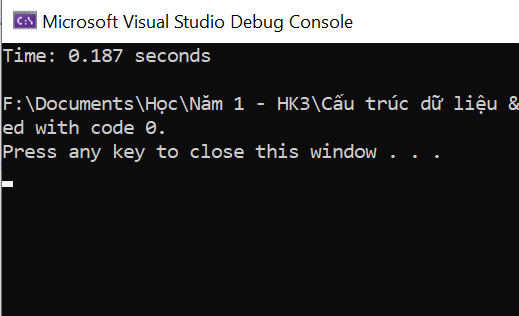 Microsoft Visual Studio Debug Console
Time: 0.187 seconds
F:\Documents\Học\Năm 1 - HK3\Cấu trúc dữ liệu &
ed with code 0.
Press any key to close this window . . .